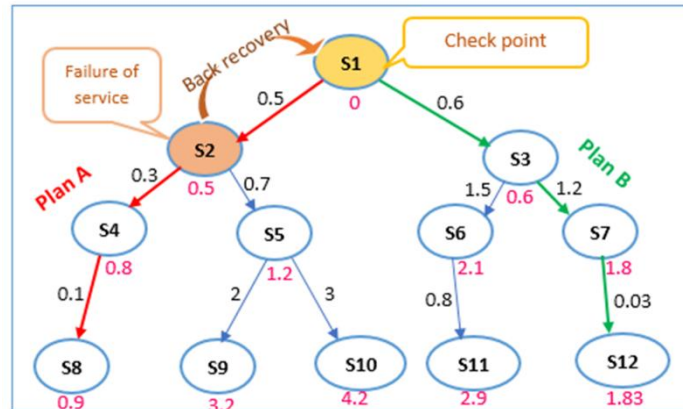 Check point
S1
0
Back recovery
Failure of
service
0.5
0.6
S2
0.5
S3
0.6
Plan A
Plan B
0.3
0.7
1.5
1.2
S4
0.8
S5
1.2
S6
2.1
S7
1.8
0.1
2
3
0.8
0.03
S8
0.9
S9
3.2
S10
4.2
S11
2.9
S12
1.83